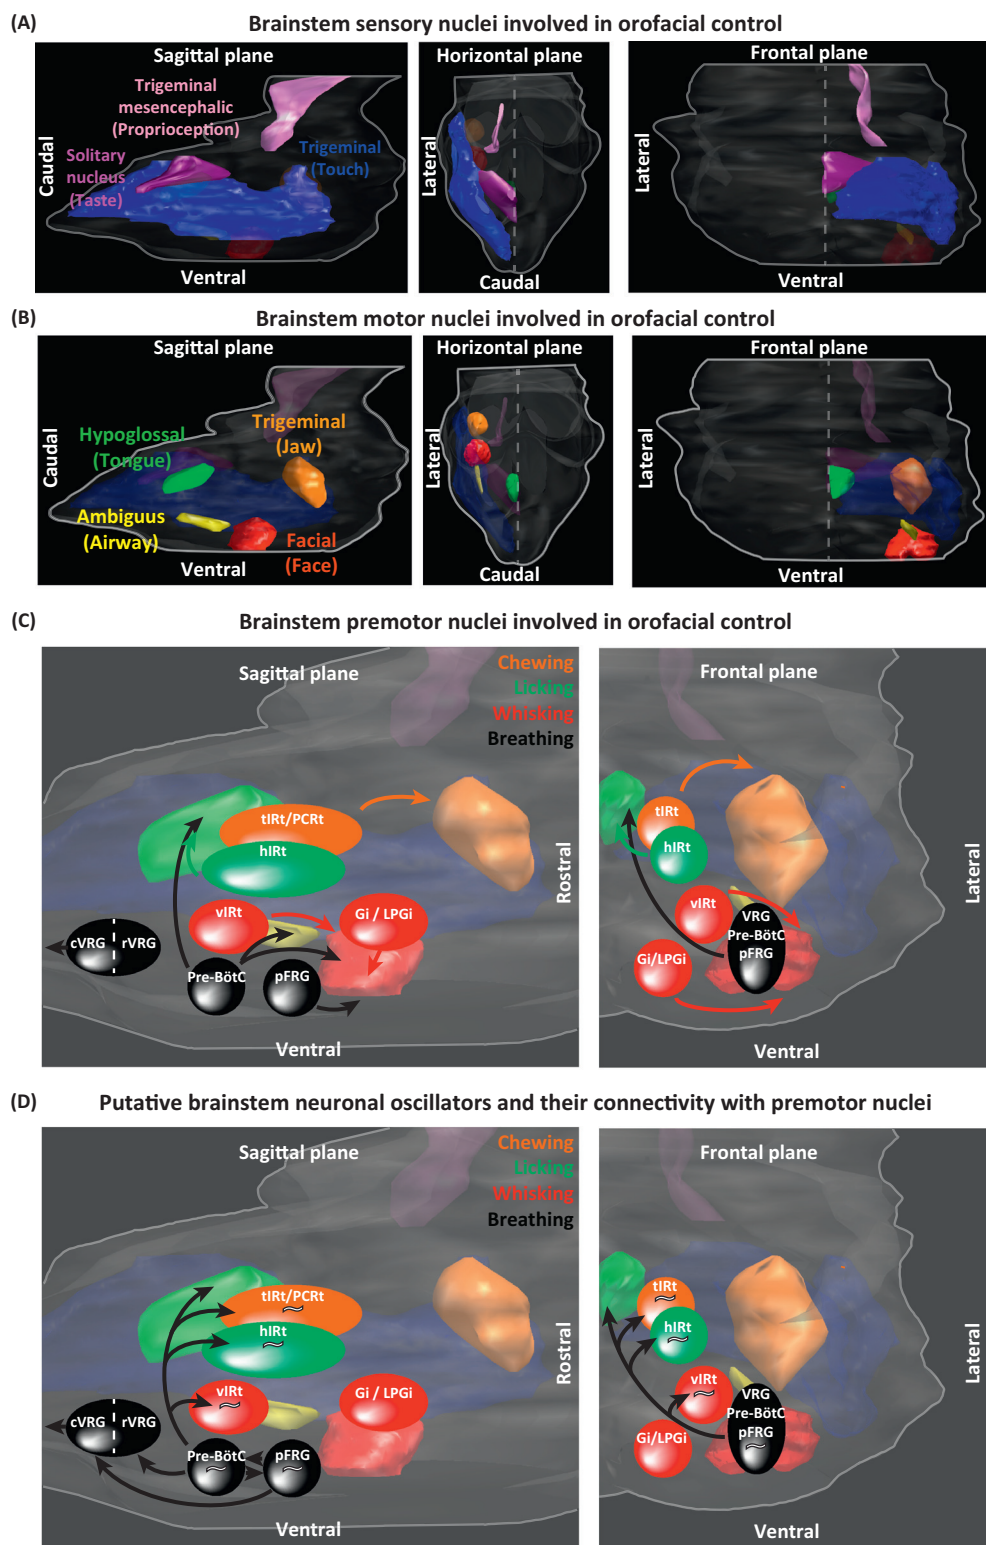 (A)
Brainstem sensory nuclei involved in orofacial control
Sagittal plane
Trigeminal
mesencephalic
(Proprioception)
Solitary
nucleus
(Taste)
Trigeminal
(Touch)
Caudal
Ventral
Horizontal plane
Lateral
Caudal
Frontal plane
Lateral
Ventral
(B)
Brainstem motor nuclei involved in orofacial control
Sagittal plane
Caudal
Hypoglossal
(Tongue)
Trigeminal
(Jaw)
Ambiguus
(Airway)
Facial
(Face)
Ventral
Horizontal plane
Lateral
Caudal
Frontal plane
Lateral
Ventral
(C)
Brainstem premotor nuclei involved in orofacial control
Sagittal plane
Chewing
Licking
Whisking
Breathing
tIRt/PCRt
hIRt
vIRt
Gi / LPGi
cVRG
rVRG
Pre-BötC
pFRG
Rostral
Ventral
Frontal plane
tIRt
hIRt
vIRt
VRG
Pre-BötC
pFRG
Gi/LPGi
Lateral
Ventral
(D)
Putative brainstem neuronal oscillators and their connectivity with premotor nuclei
Sagittal plane
Chewing
Licking
Whisking
Breathing
tIRt/PCRt
~
hIRt
~
vIRt
~
Gi / LPGi
cVRG
rVRG
Pre-BötC
~
pFRG
~
Rostral
Ventral
Frontal plane
tIRt
~
hIRt
~
vIRt
~
VRG
Pre-BötC
pFRG
~
Gi/LPGi
Lateral
Ventral